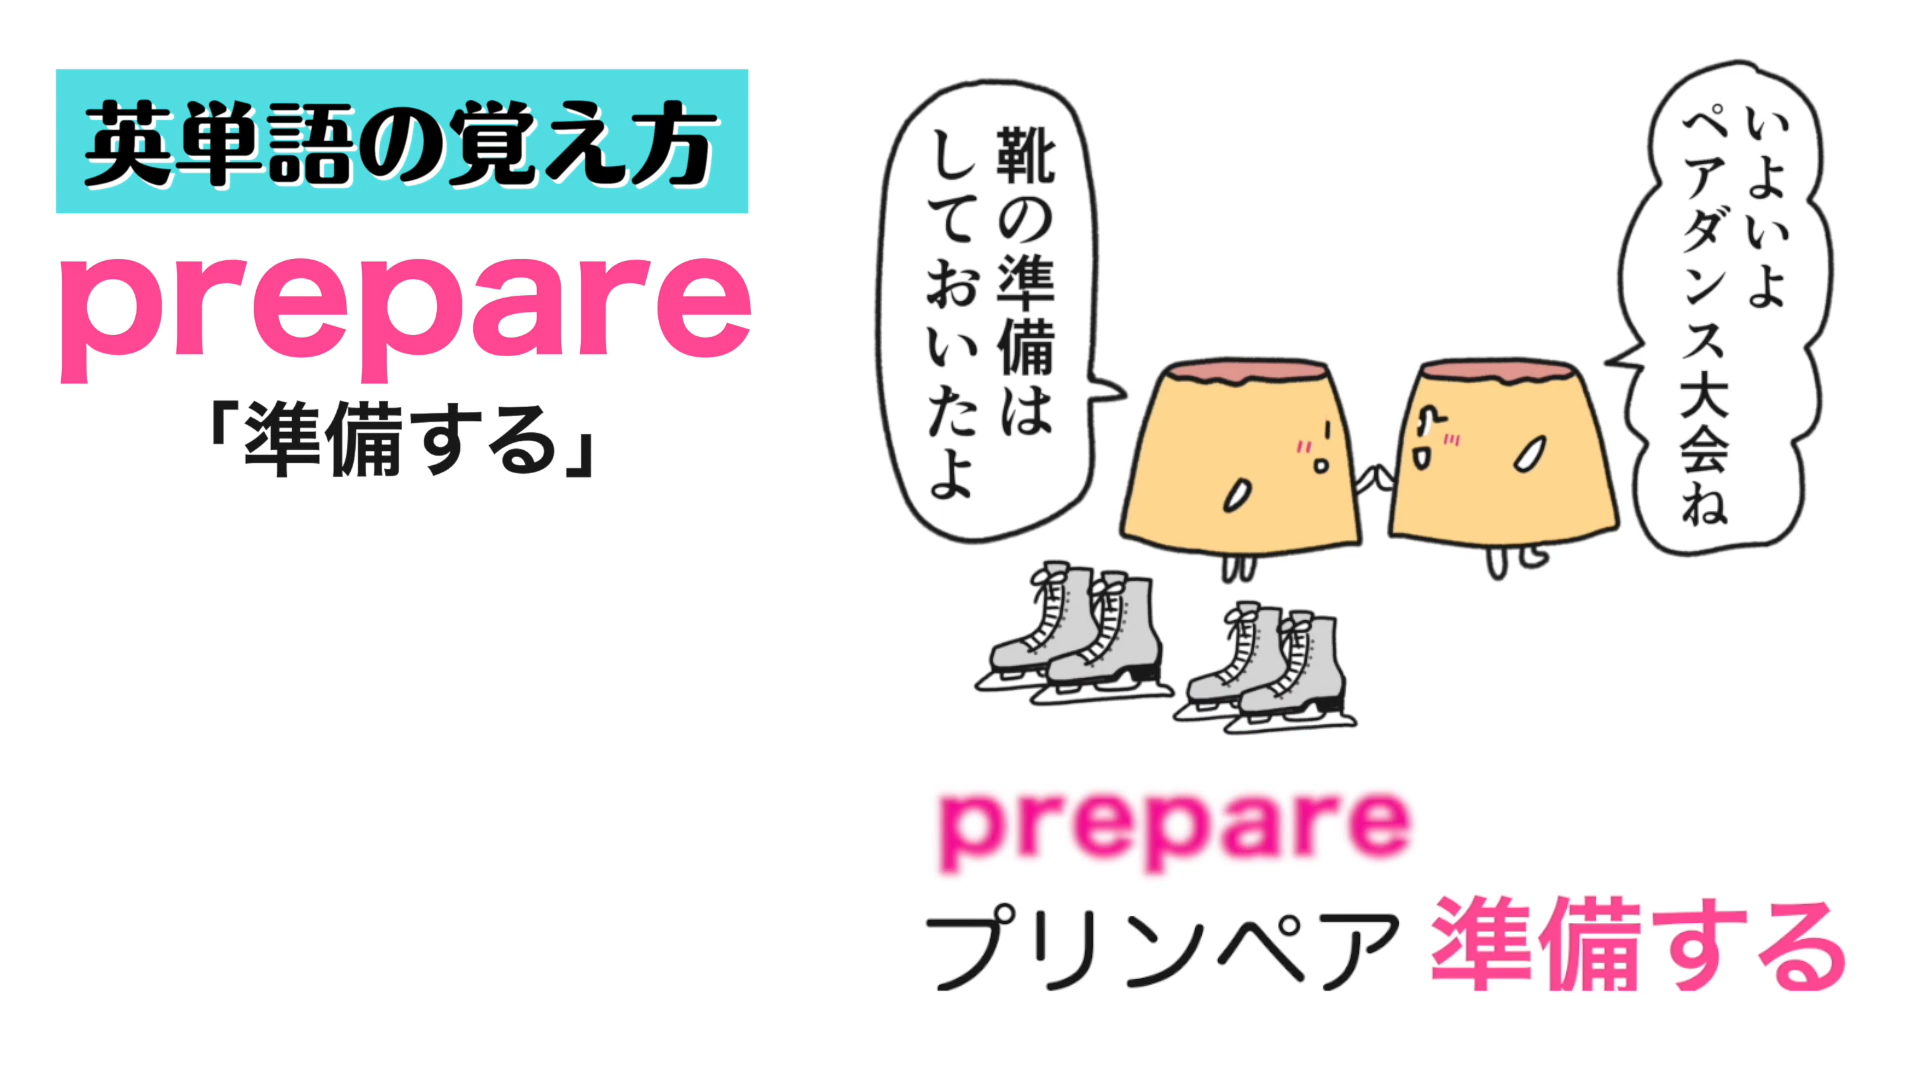 英単語の覚え方
prepare
「準備する」
いよいよ
ペアダンス大会ね
靴の準備は
しておいたよ
prepare
プリンペア 準備する